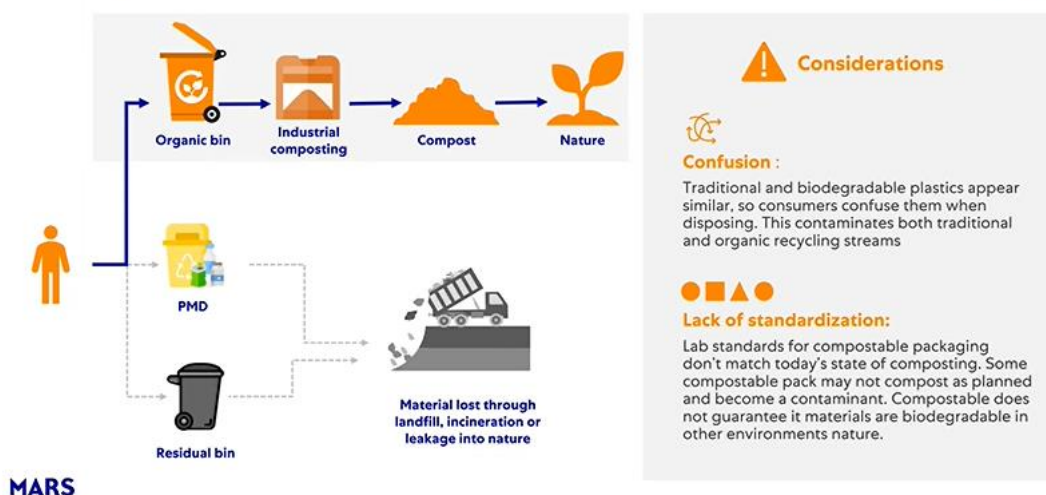 Organic bin
Industrial
composting
Compost
Nature
PMD
Residual bin
Material lost through
landfill, incineration or
leakage into nature
MARS
Considerations
Confusion :
Traditional and biodegradable plastics appear
similar, so consumers confuse them when
disposing. This contaminates both traditional
and organic recycling streams
Lack of standardization:
Lab standards for compostable packaging
don’t match today’s state of composting. Some
compostable pack may not compost as planned
and become a contaminant. Compostable does
not guarantee it materials are biodegradable in
other environments nature.